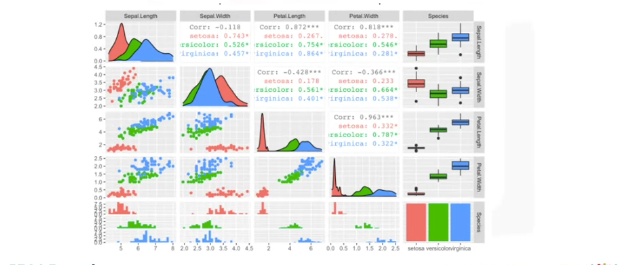 Sepal.Length Sepal.Width Petal.Length Petal.Width Species
1.2
0.8
0.4
0.0
Corr: -0.118 Corr: 0.872*** Corr: 0.818***
setosa: 0.743* setosa: 0.267. setosa: 0.278.
rsicolor: 0.526* rsicolor: 0.754* rsicolor: 0.546*
irginica: 0.457* irginica: 0.864* irginica: 0.281*
Sepal.Length
4.5
4.0
3.5
3.0
2.5
2.0
Corr: -0.428*** Corr: -0.366***
setosa: 0.178 setosa: 0.233
rsicolor: 0.561* rsicolor: 0.664*
irginica: 0.401* irginica: 0.538*
Sepal.Width
6
4
2
Corr: 0.963***
setosa: 0.332*
rsicolor: 0.787*
irginica: 0.322*
Petal.Length
2.5
2.0
1.5
1.0
0.5
0.0
Petal.Width
Species
5 6 7 8 2.0 2.5 3.0 3.5 4.0 4.5 2 4 6 0.0 0.5 1.0 1.5 2.0 2.5 setosa versicolor virginica